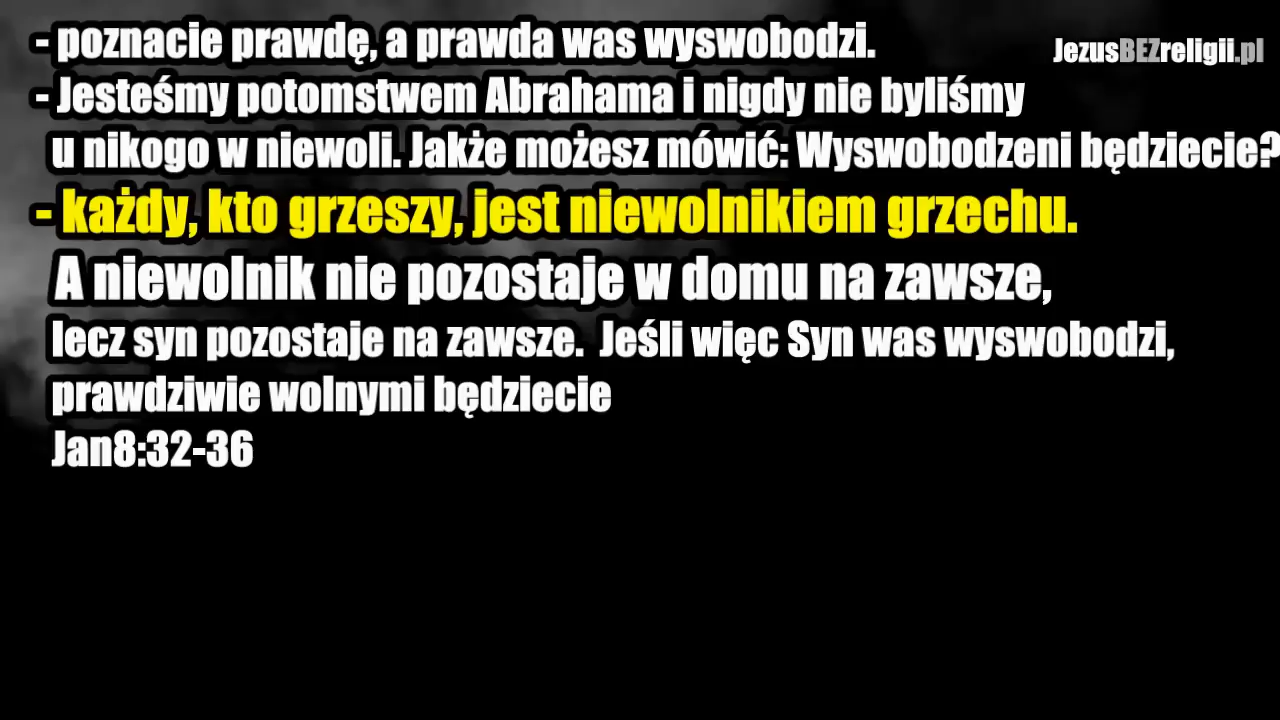 - poznacie prawdę, a prawda was wyswobodzi.
JezusBEZreligii.pl
- Jesteśmy potomstwem Abrahama i nigdy nie byliśmy
u nikogo w niewoli. Jakże możesz mówić: Wyswobodzeni będziecie?
- każdy, kto grzeszy, jest niewolnikiem grzechu.
A niewolnik nie pozostaje w domu na zawsze,
lecz syn pozostaje na zawsze. Jeśli więc Syn was wyswobodzi,
prawdziwie wolnymi będziecie
Jan8:32-36